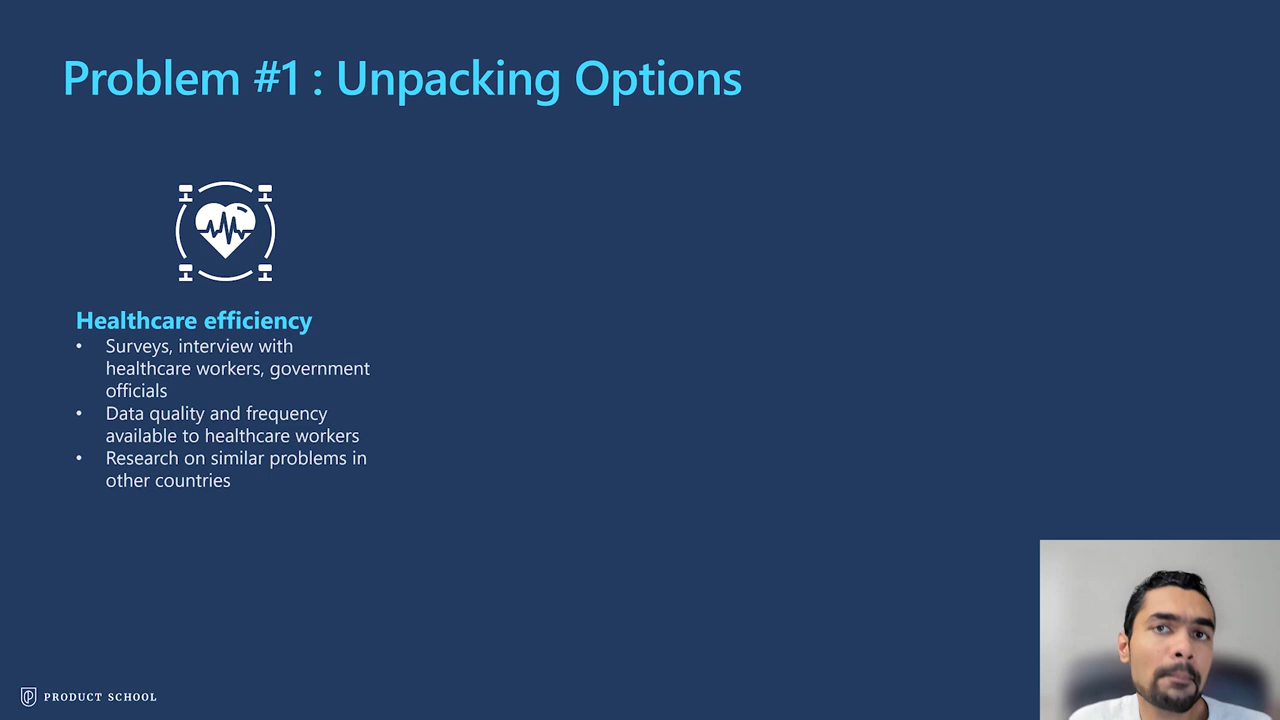 Problem #1 : Unpacking Options
Healthcare efficiency
• Surveys, interview with
healthcare workers, government
officials
• Data quality and frequency
available to healthcare workers
• Research on similar problems in
other countries
PRODUCT SCHOOL